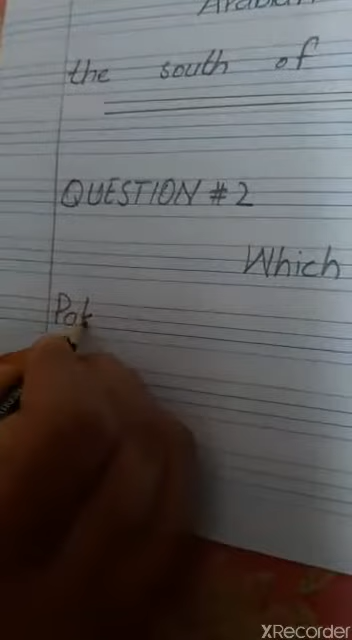 the south of
QUESTION # 2
Which
Pak
XRecorder